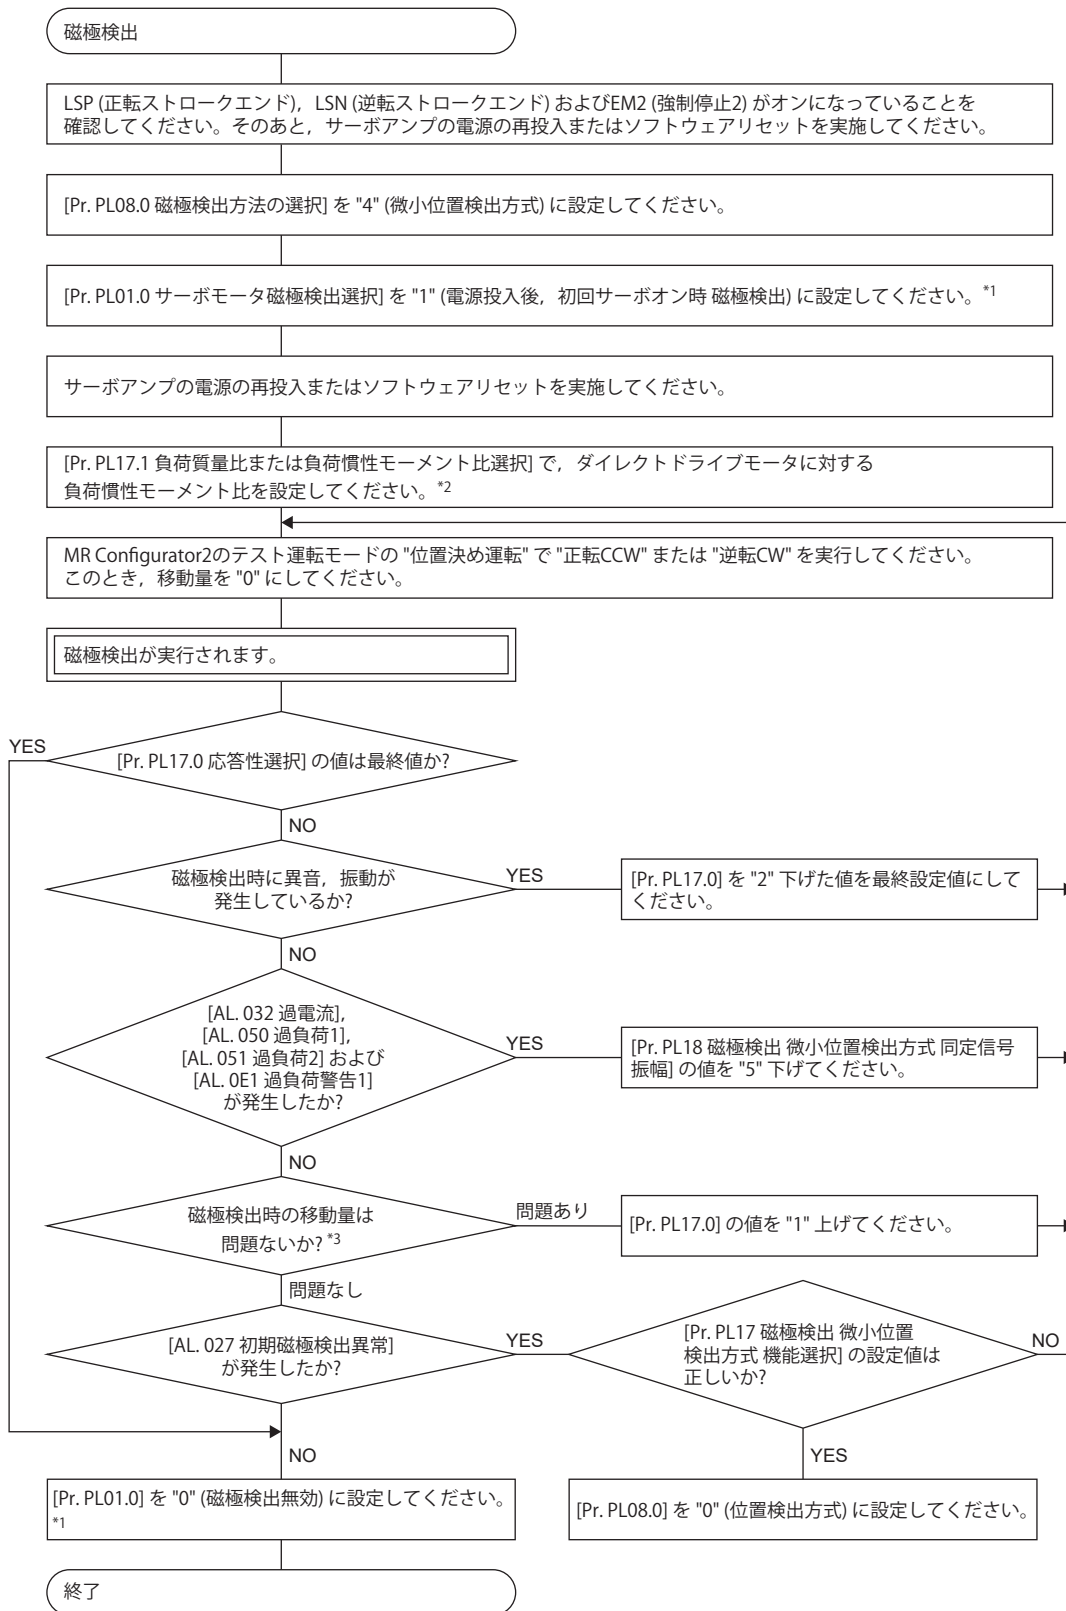 磁極検出
LSP (正転ストロークエンド)，LSN (逆転ストロークエンド) およびEM2 (強制停止2) がオンになっていることを
確認してください。そのあと，サーボアンプの電源の再投入またはソフトウェアリセットを実施してください。
[Pr. PL08.0 磁極検出方法の選択] を "4" (微小位置検出方式) に設定してください。
[Pr. PL01.0 サーボモータ磁極検出選択] を "1" (電源投入後，初回サーボオン時 磁極検出) に設定してください。*1
サーボアンプの電源の再投入またはソフトウェアリセットを実施してください。
[Pr. PL17.1 負荷質量比または負荷慣性モーメント比選択] で，ダイレクトドライブモータに対する
負荷慣性モーメント比を設定してください。*2
MR Configurator2のテスト運転モードの "位置決め運転" で "正転CCW" または "逆転CW" を実行してください。
このとき，移動量を "0" にしてください。
磁極検出が実行されます。
YES
[Pr. PL17.0 応答性選択] の値は最終値か?
NO
磁極検出時に異音，振動が
発生しているか?
YES
[Pr. PL17.0] を "2" 下げた値を最終設定値にして
ください。
NO
[AL. 032 過電流],
[AL. 050 過負荷1],
[AL. 051 過負荷2] および
[AL. 0E1 過負荷警告1]
が発生したか?
YES
[Pr. PL18 磁極検出 微小位置検出方式 同定信号
振幅] の値を "5" 下げてください。
NO
磁極検出時の移動量は
問題ないか? *3
問題あり
[Pr. PL17.0] の値を "1" 上げてください。
問題なし
[AL. 027 初期磁極検出異常]
が発生したか?
YES
[Pr. PL17 磁極検出 微小位置
検出方式 機能選択] の設定値は
正しいか?
NO
NO
YES
[Pr. PL01.0] を "0" (磁極検出無効) に設定してください。
*1
[Pr. PL08.0] を "0" (位置検出方式) に設定してください。
終了